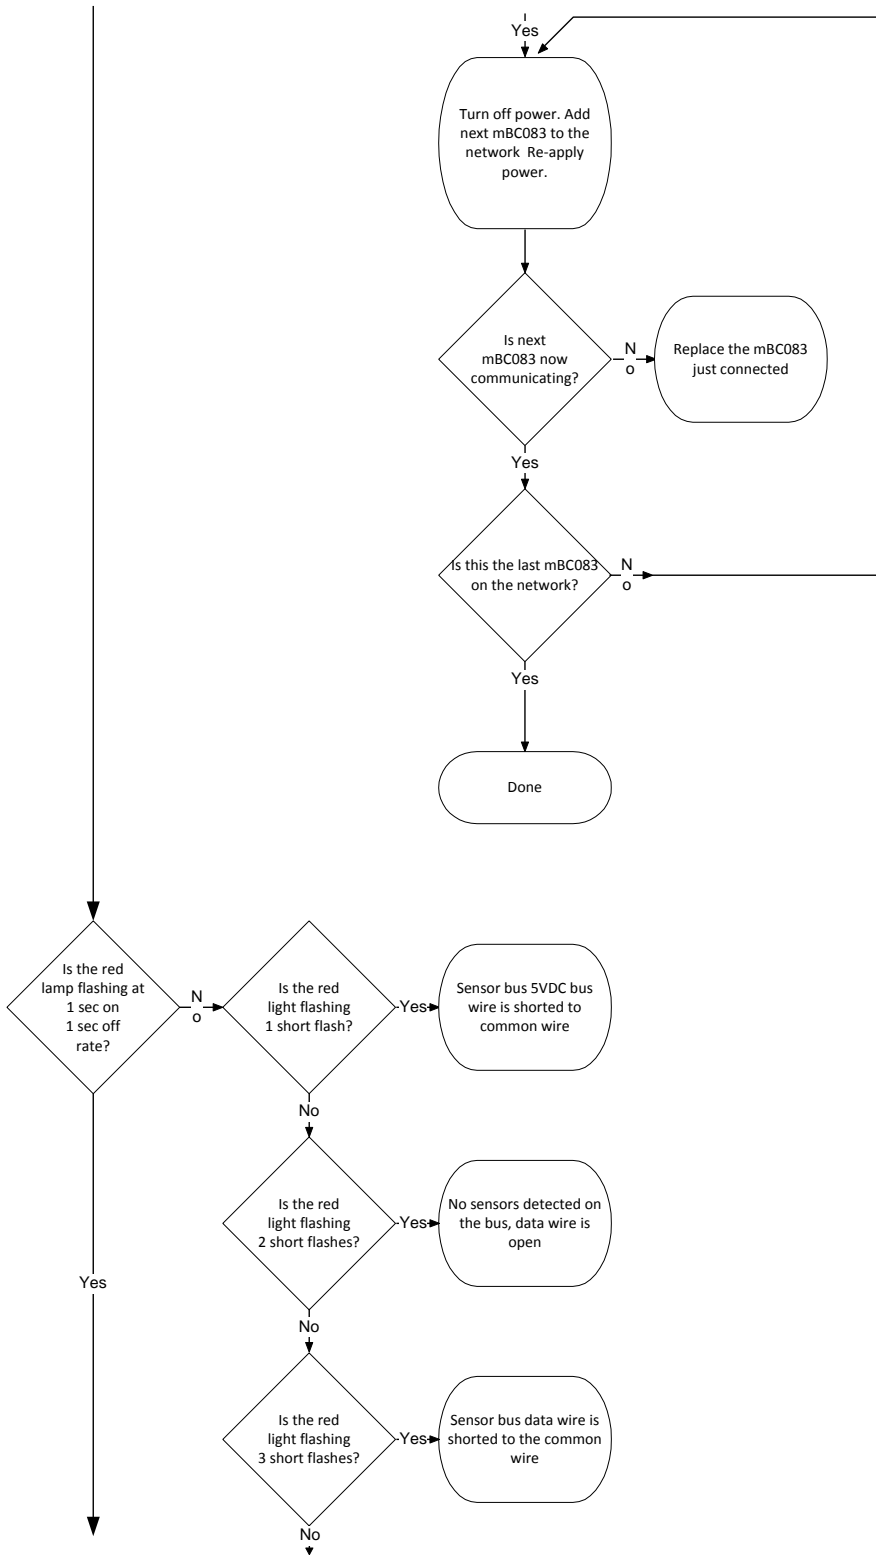 Yes
Turn off power. Add
next mBC083 to the
network Re-apply
power.
Is next
mBC083 now
communicating?
N
o
Replace the mBC083
just connected
Yes
Is this the last mBC083
on the network?
N
o
Yes
Done
Is the red
lamp flashing at
1 sec on
1 sec off
rate?
N
o
Is the red
light flashing
1 short flash?
Yes
Sensor bus 5VDC bus
wire is shorted to
common wire
No
Is the red
light flashing
2 short flashes?
Yes
No sensors detected on
the bus, data wire is
open
Yes
No
Is the red
light flashing
3 short flashes?
Yes
Sensor bus data wire is
shorted to the common
wire
No